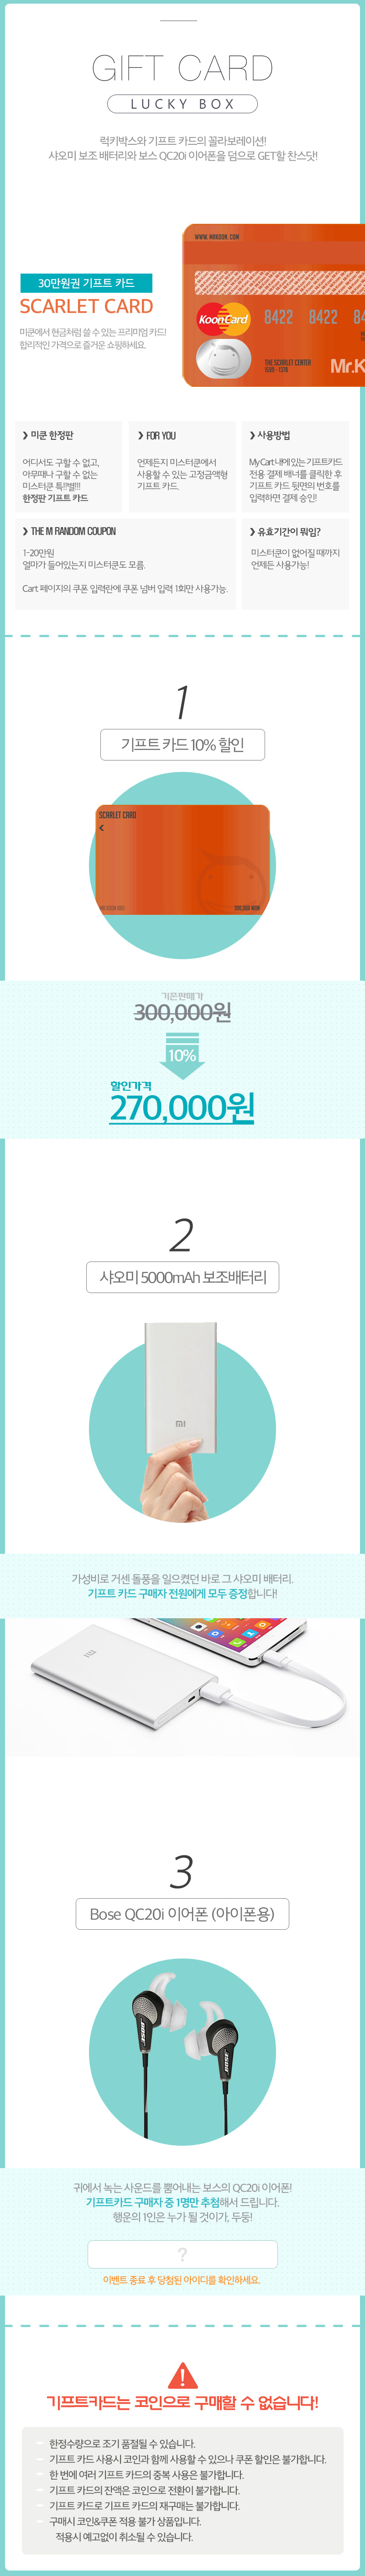 GIFT CARD
LUCKY BOX
럭키박스와 기프트 카드의 콜라보레이션!
샤오미 보조 배터리와 보스 QC20i 이어폰을 덤으로 GET할 찬스닷!
WWW.MRKOON.COM
30만원권 기프트 카드
SCARLET CARD
미쿤에서 현금처럼 쓸 수 있는 프리미엄 카드!
합리적인 가격으로 즐거운 쇼핑하세요.
KoonCard
8422 8422 84
THE SCARLET CENTER
Mr.K
❯ 미쿤 한정판
어디서도 구할 수 없고,
아무때나 구할 수 없는
미스터쿤 특!!별!!!
한정판 기프트 카드
❯ FOR YOU
언제든지 미스터쿤에서
사용할 수 있는 고정금액형
기프트 카드.
❯ 사용방법
My Cart 내에 있는 기프트카드
전용 결제 배너를 클릭한 후
기프트 카드 뒷면의 번호를
입력하면 결제 승인!
❯ THE M RANDOM COUPON
1-20만원
얼마가 들어있는지 미스터쿤도 모름.
Cart 페이지의 쿠폰 입력란에 쿠폰 넘버 입력 1회만 사용가능.
❯ 유효기간이 뭐임?
미스터쿤이 없어질 때까지
언제든 사용가능!
1
기프트 카드 10% 할인
SCARLET CARD
기존판매가
300,000원
10%
할인가격
270,000원
2
샤오미 5000mAh 보조배터리
가성비로 거센 돌풍을 일으켰던 바로 그 샤오미 배터리.
기프트 카드 구매자 전원에게 모두 증정합니다!
3
Bose QC20i 이어폰 (아이폰용)
BOSE
BOSE
귀에서 녹는 사운드를 뿜어내는 보스의 QC20i 이어폰!
기프트카드 구매자 중 1명만 추첨해서 드립니다.
행운의 1인은 누가 될 것이가, 두둥!
?
이벤트 종료 후 당첨된 아이디를 확인하세요.
기프트카드는 코인으로 구매할 수 없습니다!
한정수량으로 조기 품절될 수 있습니다.
기프트 카드 사용시 코인과 함께 사용할 수 있으나 쿠폰 할인은 불가합니다.
한 번에 여러 기프트 카드의 중복 사용은 불가합니다.
기프트 카드의 잔액은 코인으로 전환이 불가합니다.
기프트 카드로 기프트 카드의 재구매는 불가합니다.
구매시 코인&쿠폰 적용 불가 상품입니다.
적용시 예고없이 취소될 수 있습니다.